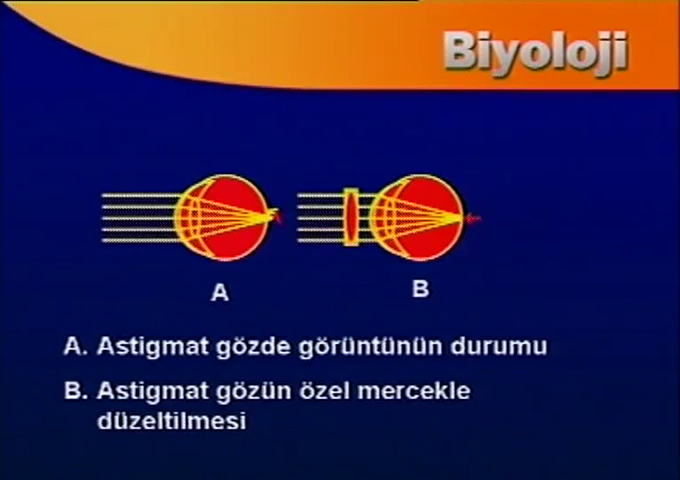 Biyoloji
A
B
A. Astigmat gözde görüntünün durumu
B. Astigmat gözün özel mercekle
düzeltilmesi